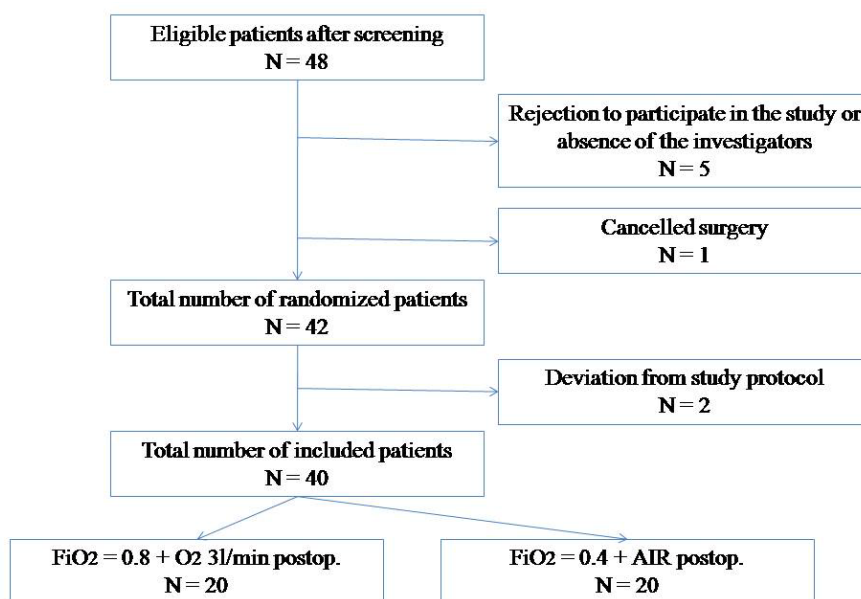 Eligible patients after screening
N = 48
Rejection to participate in the study or
absence of the investigators
N = 5
Cancelled surgery
N = 1
Total number of randomized patients
N = 42
Deviation from study protocol
N = 2
Total number of included patients
N = 40
FiO2 = 0.8 + O2 3l/min postop.
N = 20
FiO2 = 0.4 + AIR postop.
N = 20